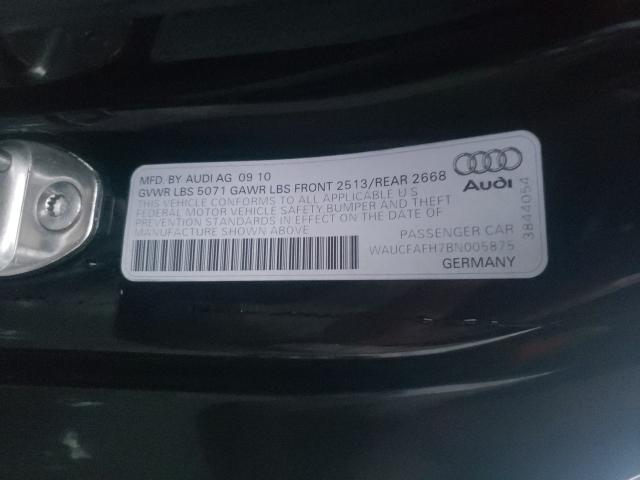 MFD. BY AUDI AG 09 10
GVWR LBS 5071 GAWR LBS FRONT 2513/REAR 2668
THIS VEHICLE CONFORMS TO ALL APPLICABLE U S
FEDERAL MOTOR VEHICLE SAFETY BUMPER AND THEFT
PREVENTION STANDARDS IN EFFECT ON THE DATE OF
MANUFACTURE SHOWN ABOVE
PASSENGER CAR
WAUCFAFH7BN005875
GERMANY
Audi
3844054